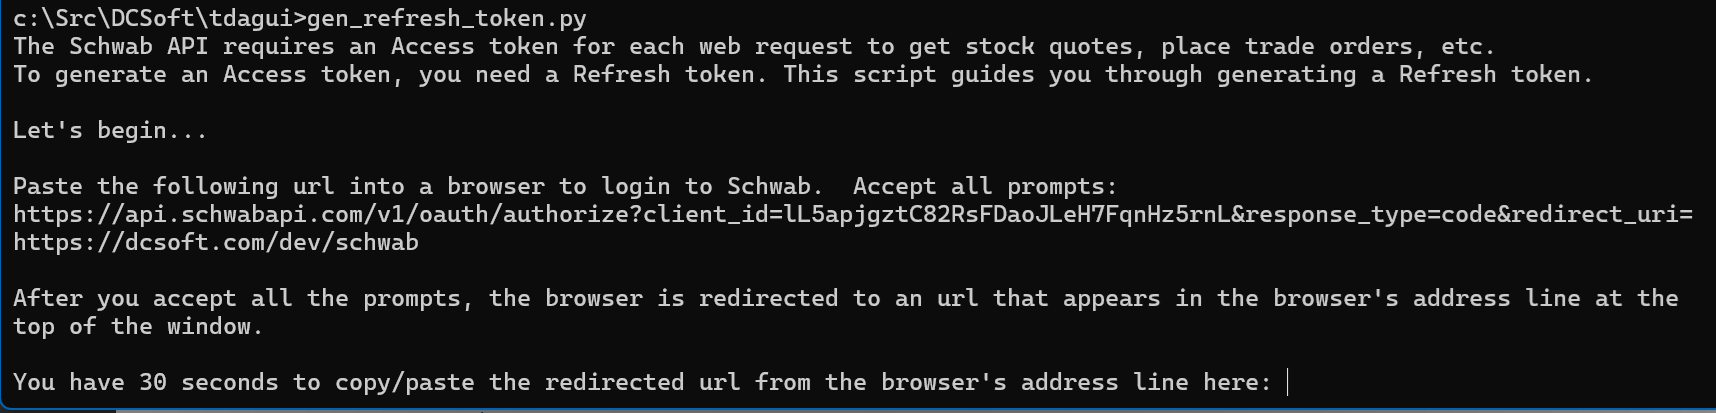 c:\Src\DCSoft\tdagui>gen_refresh_token.py
The Schwab API requires an Access token for each web request to get stock quotes, place trade orders, etc.
To generate an Access token, you need a Refresh token. This script guides you through generating a Refresh token.
Let's begin...
Paste the following url into a browser to login to Schwab.  Accept all prompts:
https://api.schwabapi.com/v1/oauth/authorize?client_id=lL5apjgztC82RsFDaoJLeH7FqnHz5rnL&response_type=code&redirect_uri=
https://dcsoft.com/dev/schwab
After you accept all the prompts, the browser is redirected to an url that appears in the browser's address line at the
top of the window.
You have 30 seconds to copy/paste the redirected url from the browser's address line here: